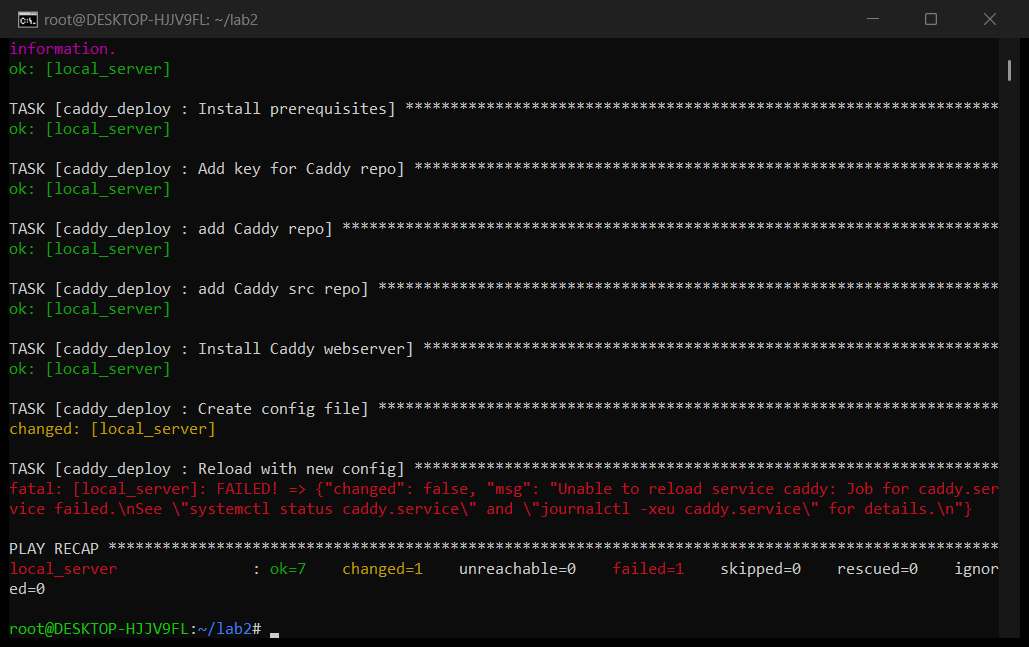 root@DESKTOP-HJJV9FL: ~/lab2
information.
ok: [local_server]
TASK [caddy_deploy : Install prerequisites] ******************************************************************
ok: [local_server]
TASK [caddy_deploy : Add key for Caddy repo] *****************************************************************
ok: [local_server]
TASK [caddy_deploy : add Caddy repo] *************************************************************************
ok: [local_server]
TASK [caddy_deploy : add Caddy src repo] *********************************************************************
ok: [local_server]
TASK [caddy_deploy : Install Caddy webserver] ****************************************************************
ok: [local_server]
TASK [caddy_deploy : Create config file] *********************************************************************
changed: [local_server]
TASK [caddy_deploy : Reload with new config] *****************************************************************
fatal: [local_server]: FAILED! => {"changed": false, "msg": "Unable to reload service caddy: Job for caddy.ser
vice failed.\nSee \"systemctl status caddy.service\" and \"journalctl -xeu caddy.service\" for details.\n"}
PLAY RECAP ***************************************************************************************************
local_server               : ok=7    changed=1    unreachable=0    failed=1    skipped=0    rescued=0    ignor
ed=0
root@DESKTOP-HJJV9FL:~/lab2#